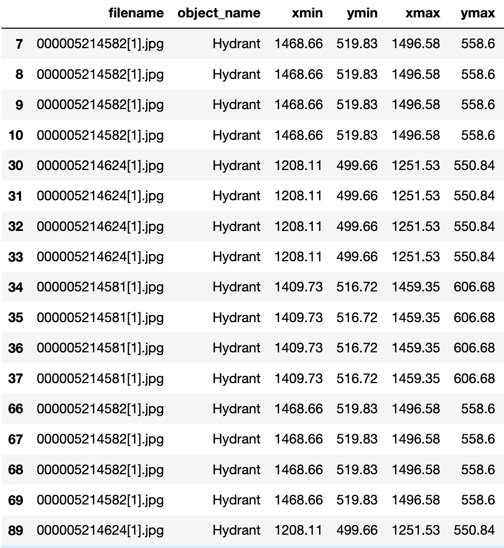 filename object_name xmin ymin xmax ymax
7 000005214582[1].jpg Hydrant 1468.66 519.83 1496.58 558.6
8 000005214582[1].jpg Hydrant 1468.66 519.83 1496.58 558.6
9 000005214582[1].jpg Hydrant 1468.66 519.83 1496.58 558.6
10 000005214582[1].jpg Hydrant 1468.66 519.83 1496.58 558.6
30 000005214624[1].jpg Hydrant 1208.11 499.66 1251.53 550.84
31 000005214624[1].jpg Hydrant 1208.11 499.66 1251.53 550.84
32 000005214624[1].jpg Hydrant 1208.11 499.66 1251.53 550.84
33 000005214624[1].jpg Hydrant 1208.11 499.66 1251.53 550.84
34 000005214581[1].jpg Hydrant 1409.73 516.72 1459.35 606.68
35 000005214581[1].jpg Hydrant 1409.73 516.72 1459.35 606.68
36 000005214581[1].jpg Hydrant 1409.73 516.72 1459.35 606.68
37 000005214581[1].jpg Hydrant 1409.73 516.72 1459.35 606.68
66 000005214582[1].jpg Hydrant 1468.66 519.83 1496.58 558.6
67 000005214582[1].jpg Hydrant 1468.66 519.83 1496.58 558.6
68 000005214582[1].jpg Hydrant 1468.66 519.83 1496.58 558.6
69 000005214582[1].jpg Hydrant 1468.66 519.83 1496.58 558.6
89 000005214624[1].jpg Hydrant 1208.11 499.66 1251.53 550.84